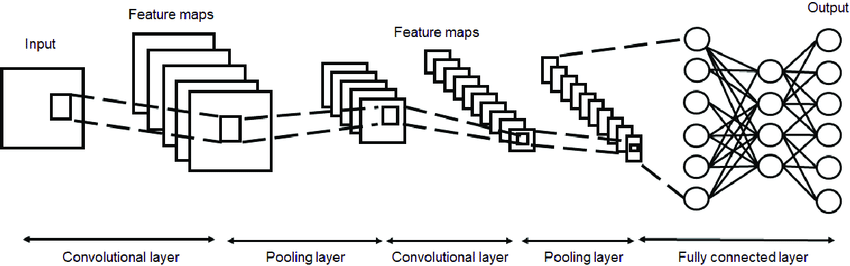 Output
Feature maps
Feature maps
Input
Convolutional layer
Pooling layer
Convolutional layer
Pooling layer
Fully connected layer